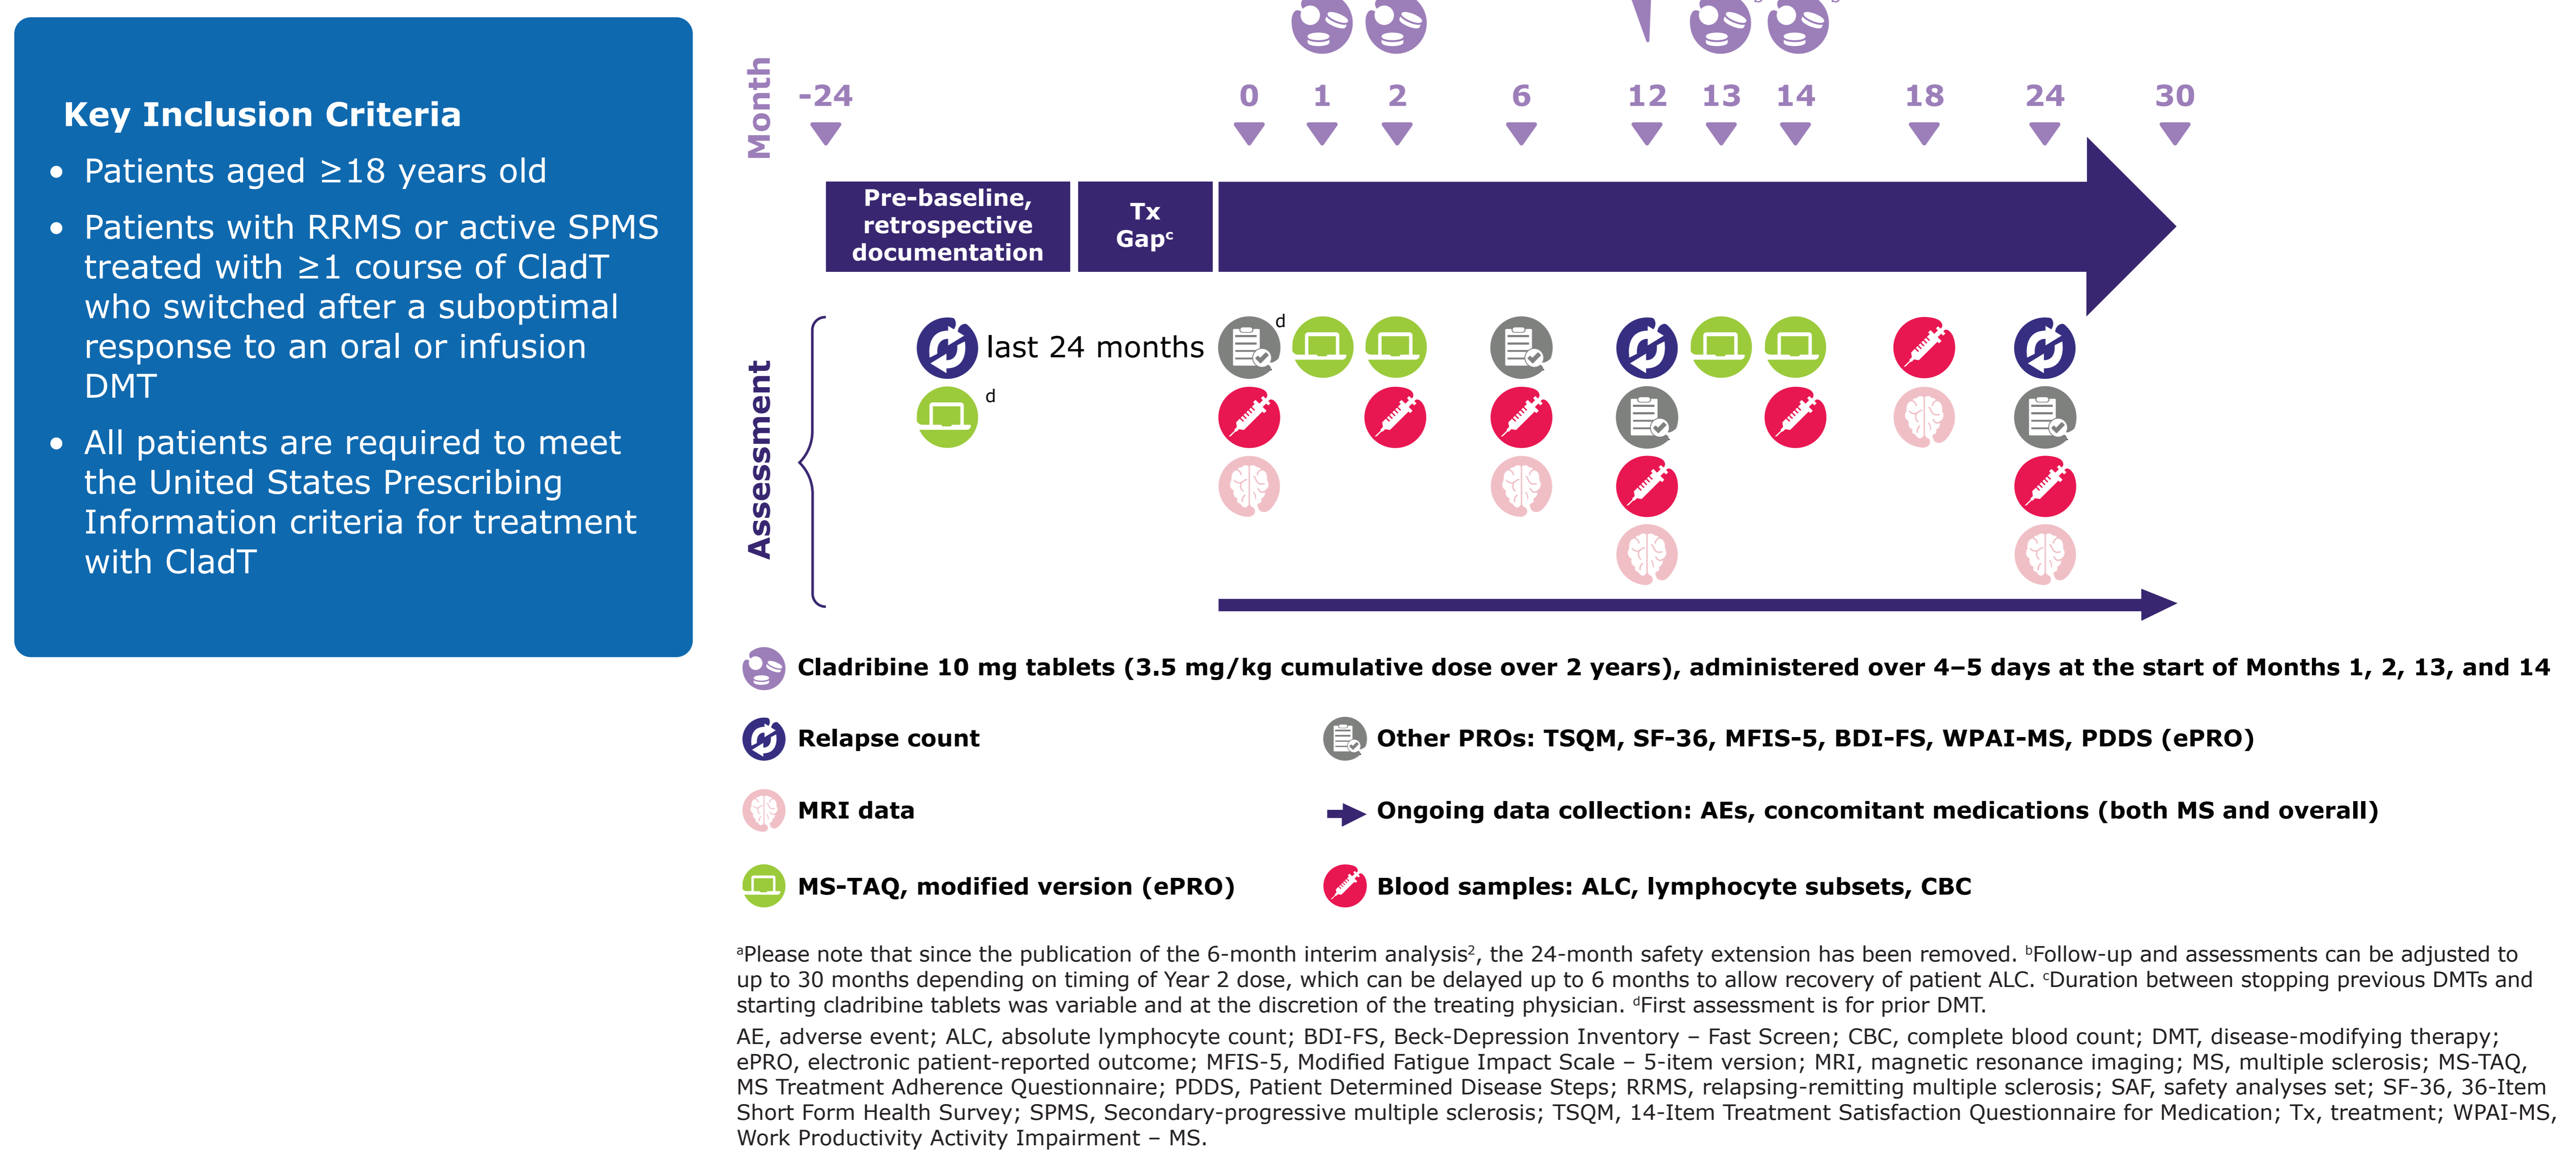 Key Inclusion Criteria
• Patients aged ≥18 years old
• Patients with RRMS or active SPMS
treated with ≥1 course of CladT
who switched after a suboptimal
response to an oral or infusion
DMT
• All patients are required to meet
the United States Prescribing
Information criteria for treatment
with CladT
b b
Month
-24 0 1 2 6 12 13 14 18 24 30
Pre-baseline,
retrospective
documentation
Tx
Gapᶜ
Assessment
last 24 months
d
d
Cladribine 10 mg tablets (3.5 mg/kg cumulative dose over 2 years), administered over 4–5 days at the start of Months 1, 2, 13, and 14
Relapse count
Other PROs: TSQM, SF-36, MFIS-5, BDI-FS, WPAI-MS, PDDS (ePRO)
MRI data
Ongoing data collection: AEs, concomitant medications (both MS and overall)
MS-TAQ, modified version (ePRO)
Blood samples: ALC, lymphocyte subsets, CBC
ᵃPlease note that since the publication of the 6-month interim analysis², the 24-month safety extension has been removed. ᵇFollow-up and assessments can be adjusted to
up to 30 months depending on timing of Year 2 dose, which can be delayed up to 6 months to allow recovery of patient ALC. ᶜDuration between stopping previous DMTs and
starting cladribine tablets was variable and at the discretion of the treating physician. ᵈFirst assessment is for prior DMT.
AE, adverse event; ALC, absolute lymphocyte count; BDI-FS, Beck-Depression Inventory – Fast Screen; CBC, complete blood count; DMT, disease-modifying therapy;
ePRO, electronic patient-reported outcome; MFIS-5, Modified Fatigue Impact Scale – 5-item version; MRI, magnetic resonance imaging; MS, multiple sclerosis; MS-TAQ,
MS Treatment Adherence Questionnaire; PDDS, Patient Determined Disease Steps; RRMS, relapsing-remitting multiple sclerosis; SAF, safety analyses set; SF-36, 36-Item
Short Form Health Survey; SPMS, Secondary-progressive multiple sclerosis; TSQM, 14-Item Treatment Satisfaction Questionnaire for Medication; Tx, treatment; WPAI-MS,
Work Productivity Activity Impairment – MS.